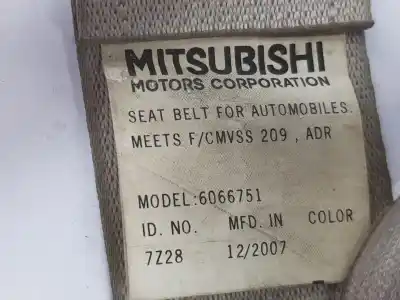 MITSUBISHI
MOTORS CORPORATION
SEAT BELT FOR AUTOMOBILES.
MEETS F/CMVSS 209 , ADR
MODEL:6066751
ID. NO. MFD. IN COLOR
7Z28 12/2007